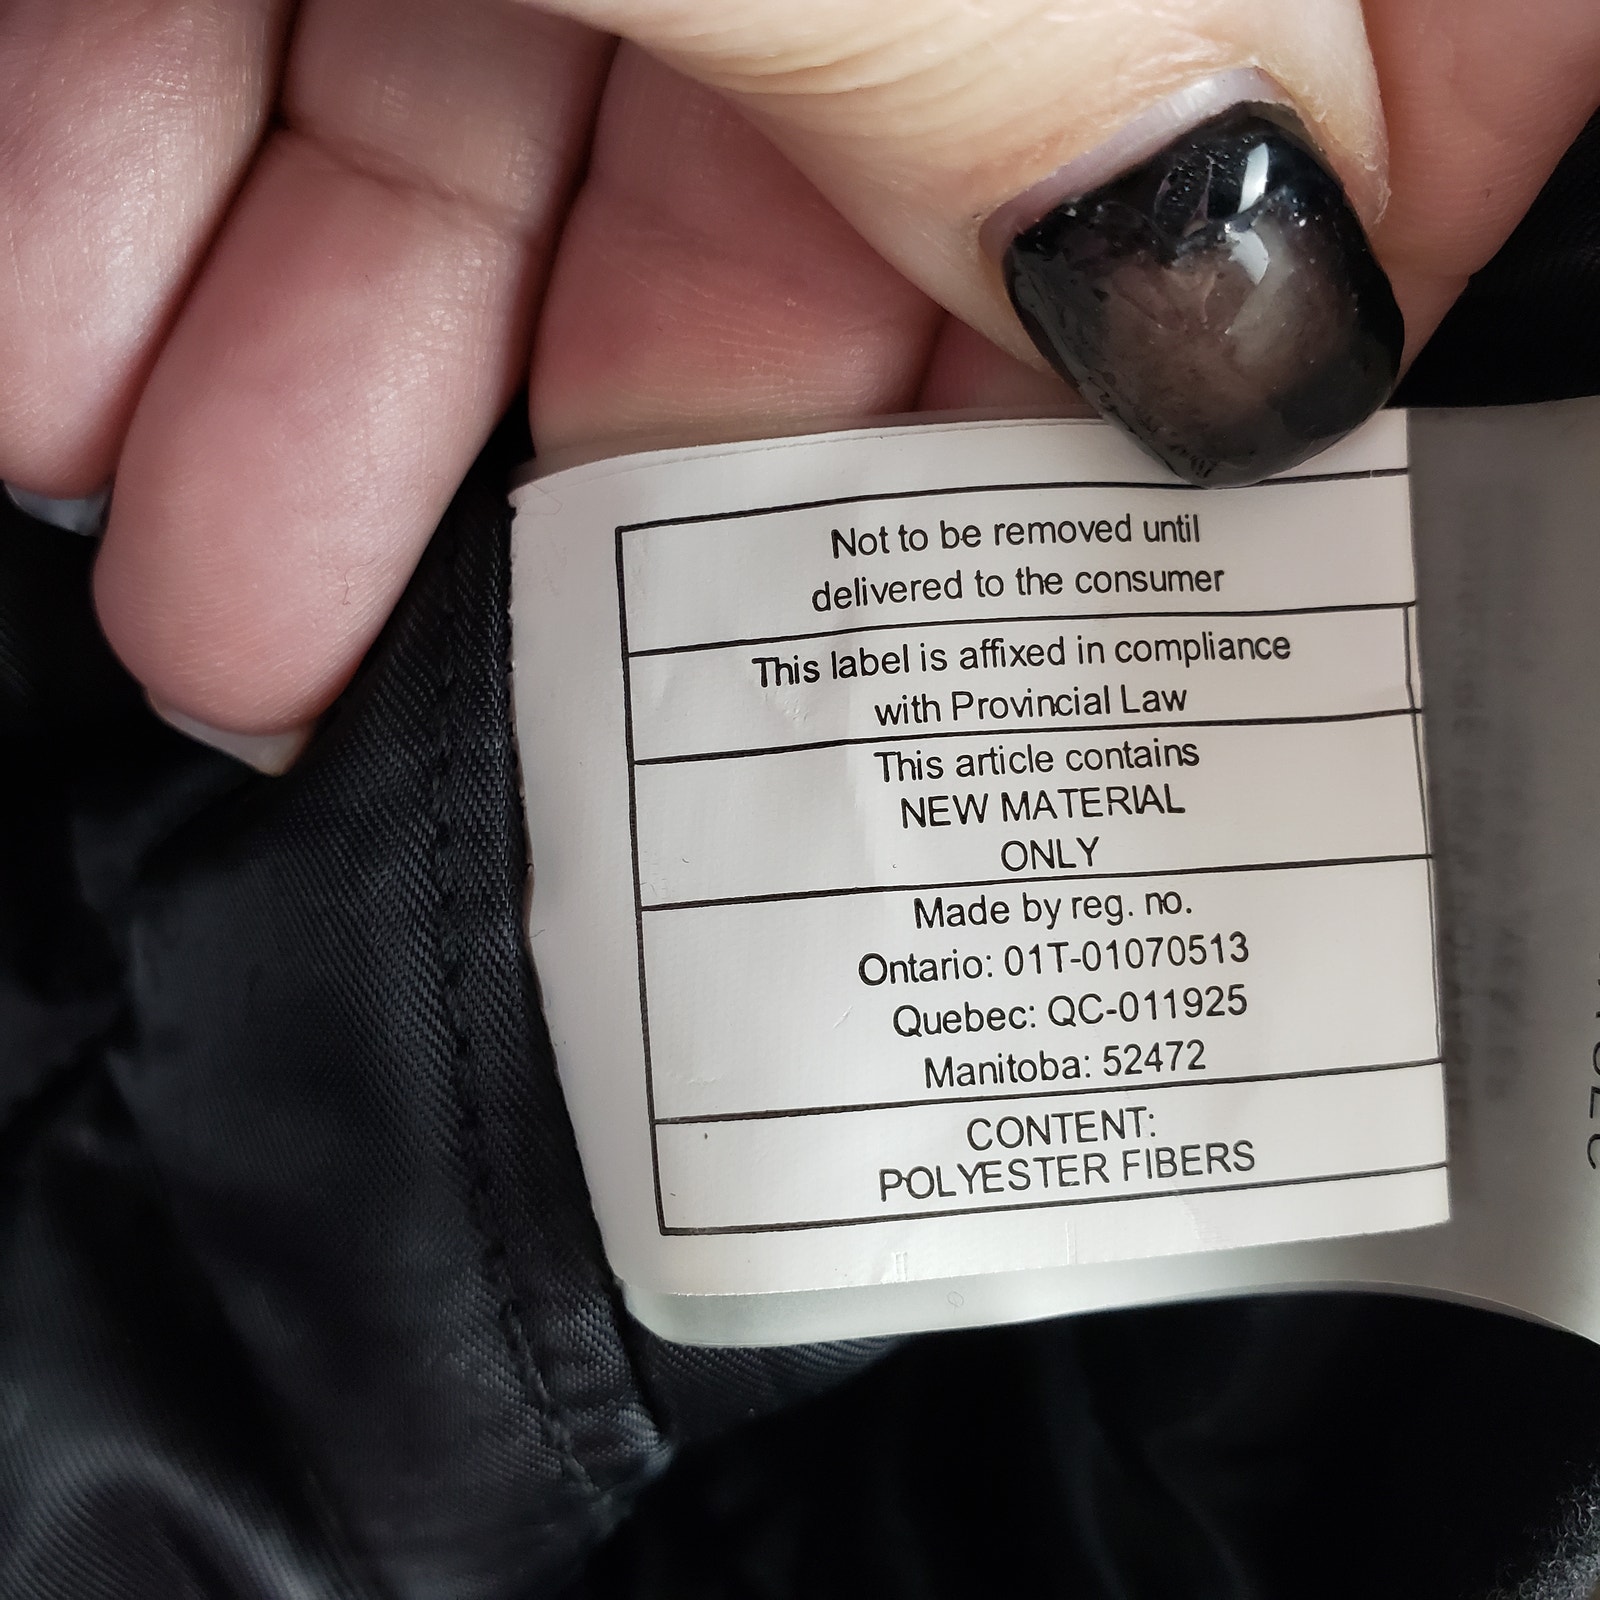 Not to be removed until
delivered to the consumer
This label is affixed in compliance
with Provincial Law
This article contains
NEW MATERIAL
ONLY
Made by reg. no.
Ontario: 01T-01070513
Quebec: QC-011925
Manitoba: 52472
CONTENT:
POLYESTER FIBERS